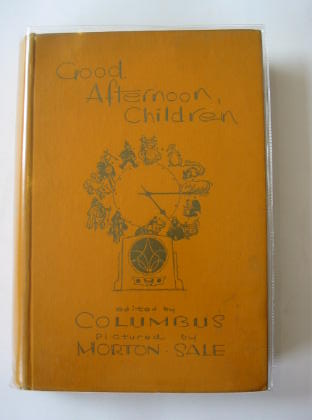 Good
Afternoon,
Children
edited by
COLUMBUS
pictured by
MORTON · SALE